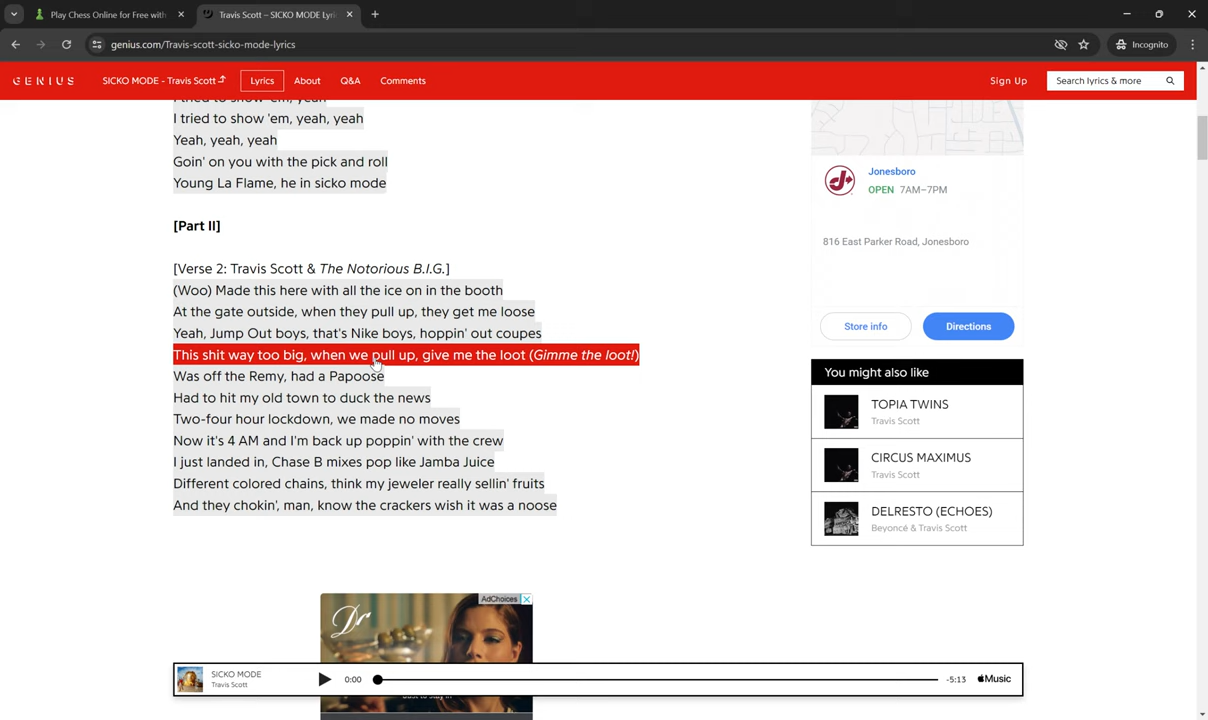 Play Chess Online for Free with
Travis Scott – SICKO MODE Lyri
genius.com/Travis-scott-sicko-mode-lyrics
Incognito
GENIUS
SICKO MODE - Travis Scott
Lyrics
About
Q&A
Comments
Sign Up
Search lyrics & more
I tried to show 'em, yeah
I tried to show 'em, yeah, yeah
Yeah, yeah, yeah
Goin' on you with the pick and roll
Young La Flame, he in sicko mode
[Part II]
[Verse 2: Travis Scott & The Notorious B.I.G.]
(Woo) Made this here with all the ice on in the booth
At the gate outside, when they pull up, they get me loose
Yeah, Jump Out boys, that's Nike boys, hoppin' out coupes
This shit way too big, when we pull up, give me the loot (Gimme the loot!)
Was off the Remy, had a Papoose
Had to hit my old town to duck the news
Two-four hour lockdown, we made no moves
Now it's 4 AM and I'm back up poppin' with the crew
I just landed in, Chase B mixes pop like Jamba Juice
Different colored chains, think my jeweler really sellin' fruits
And they chokin', man, know the crackers wish it was a noose
Jonesboro
OPEN 7AM–7PM
816 East Parker Road, Jonesboro
Store info
Directions
You might also like
TOPIA TWINS
Travis Scott
CIRCUS MAXIMUS
Travis Scott
DELRESTO (ECHOES)
Beyoncé & Travis Scott
AdChoices
Dr
SICKO MODE
Travis Scott
0:00
-5:13
Music